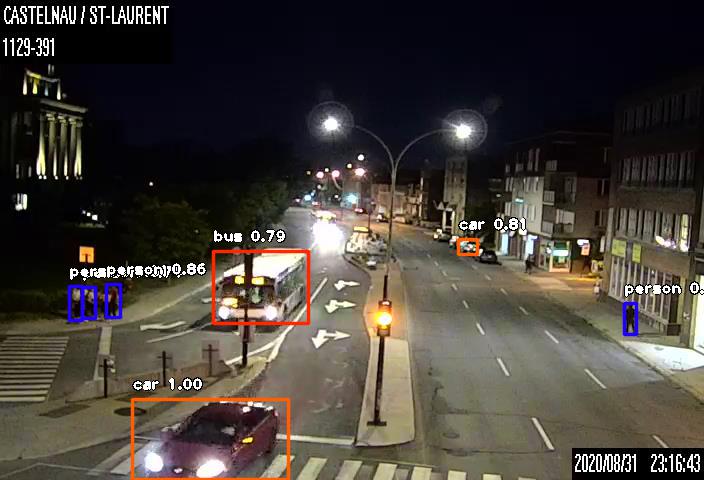 CASTELNAU / ST-LAURENT
1129-391
bus 0.79
car 0.81
person 0.86
person 0.
car 1.00
2020/08/31 23:16:43